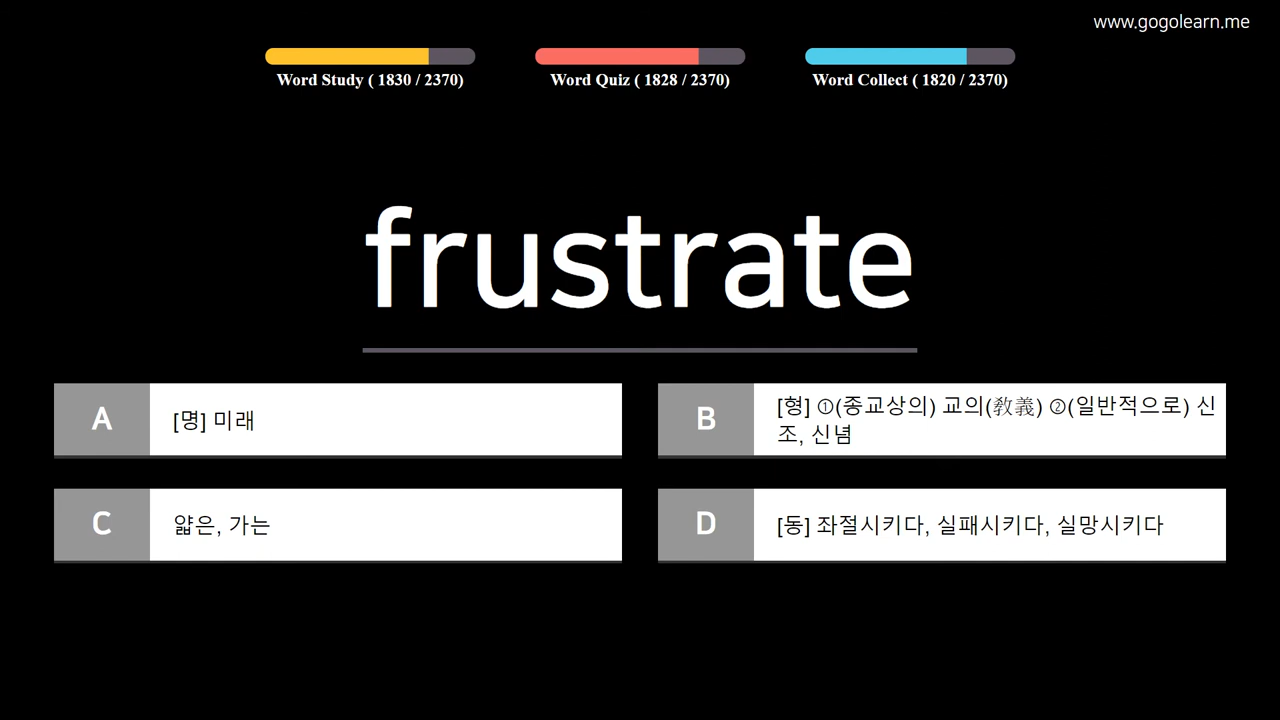 www.gogolearn.me
Word Study ( 1830 / 2370)
Word Quiz ( 1828 / 2370)
Word Collect ( 1820 / 2370)
frustrate
A
[명] 미래
B
[형] ①(종교상의) 교의(敎義) ②(일반적으로) 신
조, 신념
C
얇은, 가는
D
[동] 좌절시키다, 실패시키다, 실망시키다